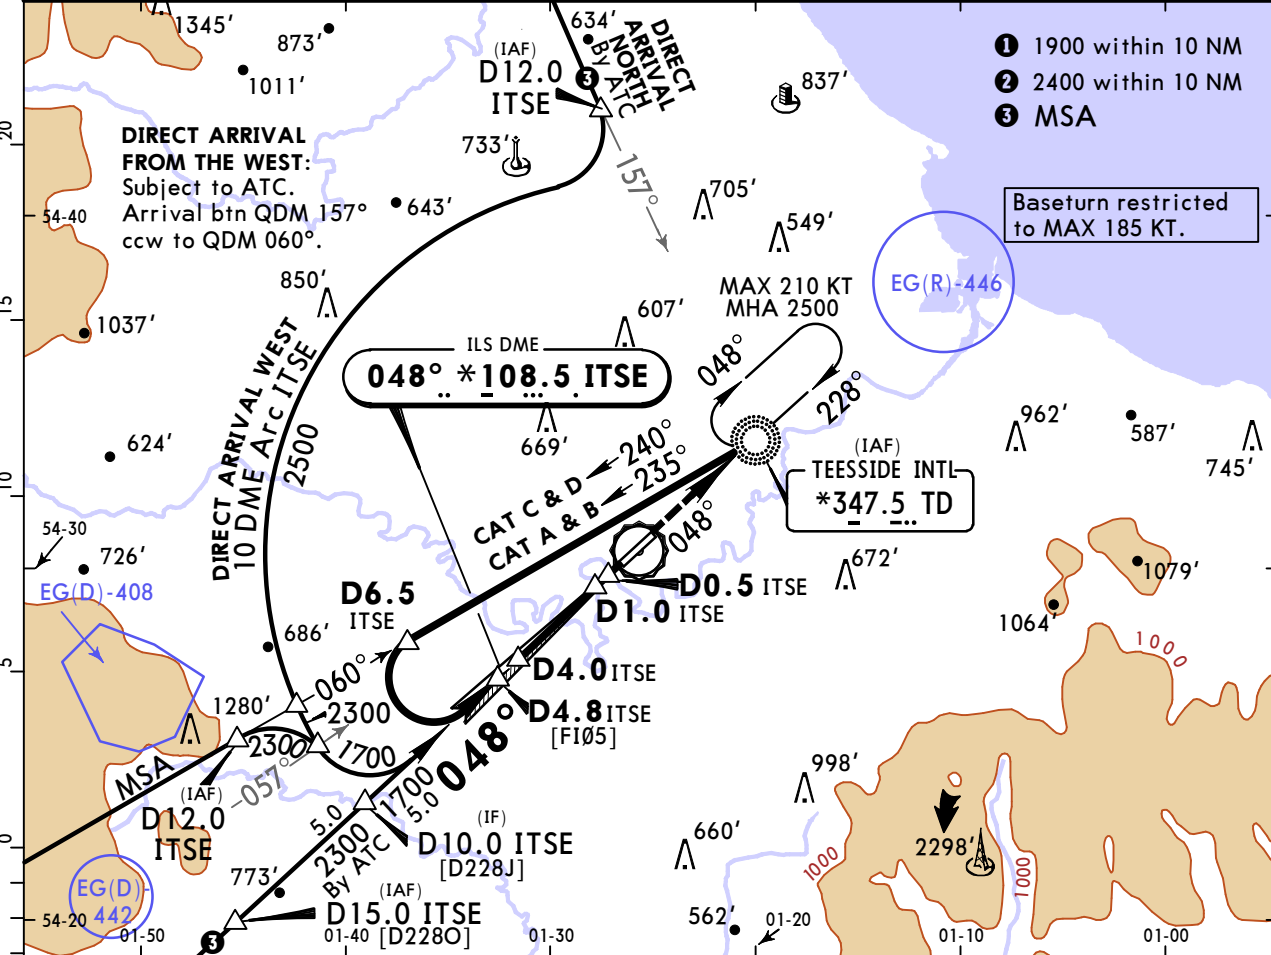 1345′
873′
1011′
634′
DIRECT
ARRIVAL
NORTH
By ATC
(IAF)
D12.0
ITSE
3
837′
1 1900 within 10 NM
2 2400 within 10 NM
3 MSA
DIRECT ARRIVAL
FROM THE WEST:
Subject to ATC.
Arrival btn QDM 157°
ccw to QDM 060°.
733′
157°
705′
549′
643′
20
54-40
Baseturn restricted
to MAX 185 KT.
EG(R)-446
850′
MAX 210 KT
MHA 2500
607′
1037′
15
DIRECT ARRIVAL WEST
10 DME Arc ITSE
2500
ILS DME
048° *108.5 ITSE
048°
228°
669′
962′
587′
745′
624′
(IAF)
TEESSIDE INTL
*347.5 TD
CAT C & D 240°
CAT A & B 235°
048°
10
54-30
726′
EG(D)-408
672′
1079′
1064′
D6.5
ITSE
D0.5 ITSE
D1.0 ITSE
686′
060°
D4.0 ITSE
D4.8 ITSE
[FI05]
1000
5
1280′
2300
2300
1700
057°
048°
MSA
(IAF)
D12.0
ITSE
1700
5.0
5.0
2300
By ATC
(IF)
D10.0 ITSE
[D228J]
998′
660′
2298′
1000
1000
0
EG(D)-
442
773′
(IAF)
D15.0 ITSE
[D228O]
3
562′
54-20
01-50
01-40
01-30
01-20
01-10
01-00